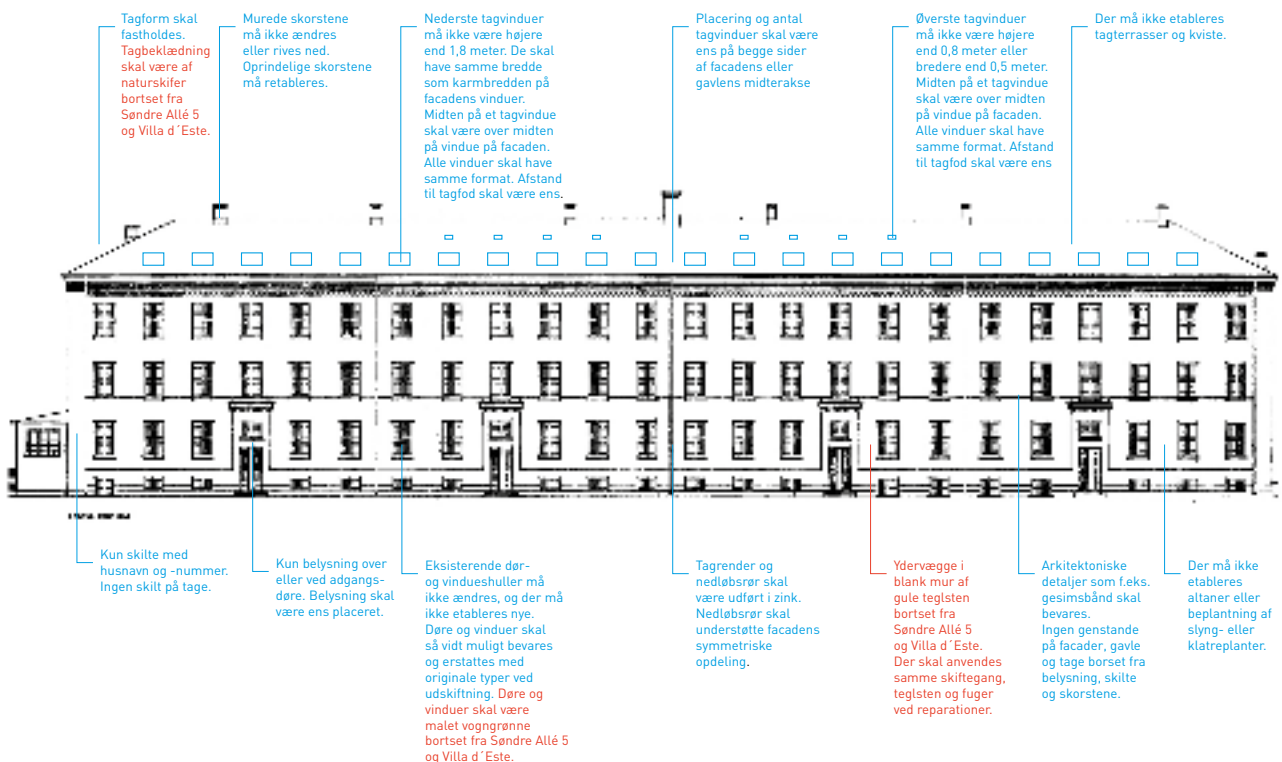 Tagform skal
fastholdes.
Tagbeklædning
skal være af
naturskifer
bortset fra
Søndre Allé 5
og Villa d´Este.
Murede skorstene
må ikke ændres
eller rives ned.
Oprindelige skorstene
må retableres.
Nederste tagvinduer
må ikke være højere
end 1,8 meter. De skal
have samme bredde
som karmbredden på
facadens vinduer.
Midten på et tagvindue
skal være over midten
på vindue på facaden.
Alle vinduer skal have
samme format. Afstand
til tagfod skal være ens.
Placering og antal
tagvinduer skal være
ens på begge sider
af facadens eller
gavlens midterakse
Øverste tagvinduer
må ikke være højere
end 0,8 meter eller
bredere end 0,5 meter.
Midten på et tagvindue
skal være over midten
på vindue på facaden.
Alle vinduer skal have
samme format. Afstand
til tagfod skal være ens
Der må ikke etableres
tagterrasser og kviste.
Kun skilte med
husnavn og -nummer.
Ingen skilt på tage.
Kun belysning over
eller ved adgangs-
døre. Belysning skal
være ens placeret.
Eksisterende dør-
og vindueshuller må
ikke ændres, og der må
ikke etableres nye.
Døre og vinduer skal
så vidt muligt bevares
og erstattes med
originale typer ved
udskiftning. Døre og
vinduer skal være
malet vogngrønne
bortset fra Søndre Allé 5
og Villa d´Este.
Tagrender og
nedløbsrør skal
være udført i zink.
Nedløbsrør skal
understøtte facadens
symmetriske
opdeling.
Ydervægge i
blank mur af
gule teglsten
bortset fra
Søndre Allé 5
og Villa d´Este.
Der skal anvendes
samme skiftegang,
teglsten og fuger
ved reparationer.
Arkitektoniske
detaljer som f.eks.
gesimsbånd skal
bevares.
Ingen genstande
på facader, gavle
og tage borset fra
belysning, skilte
og skorstene.
Der må ikke
etableres
altaner eller
beplantning af
slyng- eller
klatreplanter.